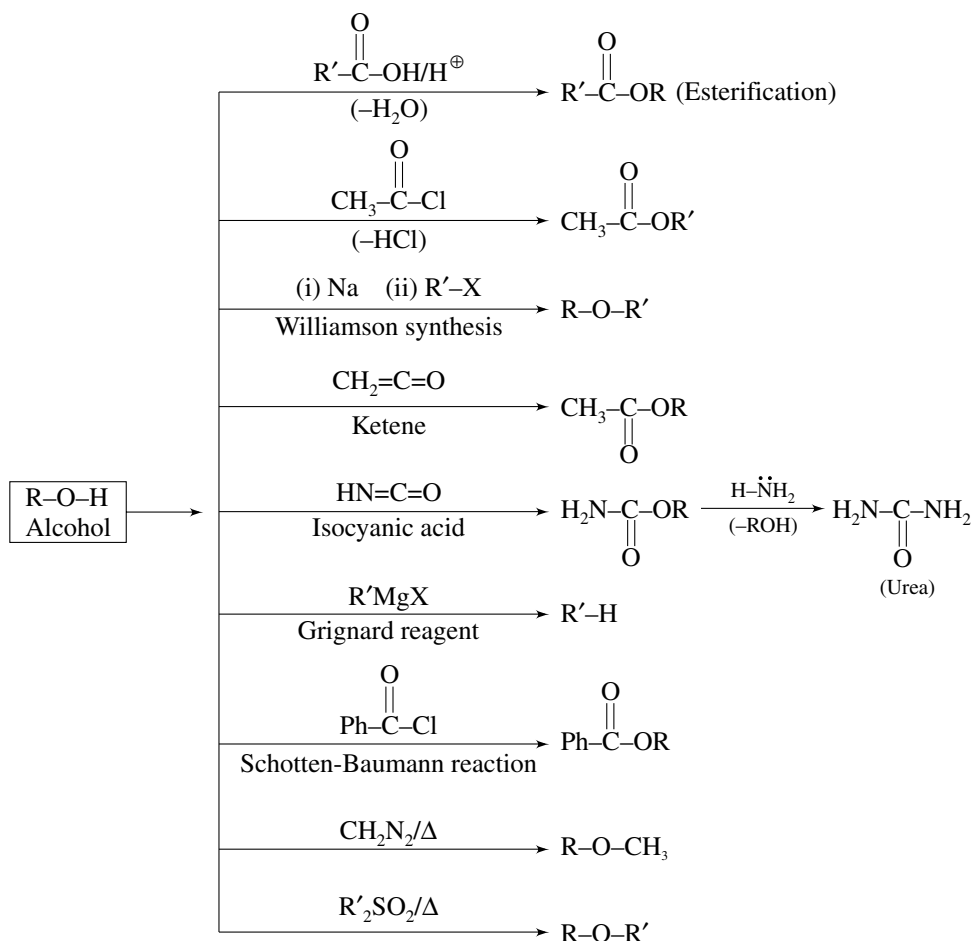 O
R′–C–OH/H⊕
(–H₂O)
O
R′–C–OR (Esterification)
O
CH₃–C–Cl
(–HCl)
O
CH₃–C–OR′
(i) Na (ii) R′–X
Williamson synthesis
R–O–R′
CH₂=C=O
Ketene
CH₃–C–OR
O
R–O–H
Alcohol
HN=C=O
Isocyanic acid
H₂N–C–OR
O
H–N̈H₂
(–ROH)
H₂N–C–NH₂
O
(Urea)
R′MgX
Grignard reagent
R′–H
O
Ph–C–Cl
Schotten-Baumann reaction
O
Ph–C–OR
CH₂N₂/Δ
R–O–CH₃
R′₂SO₂/Δ
R–O–R′